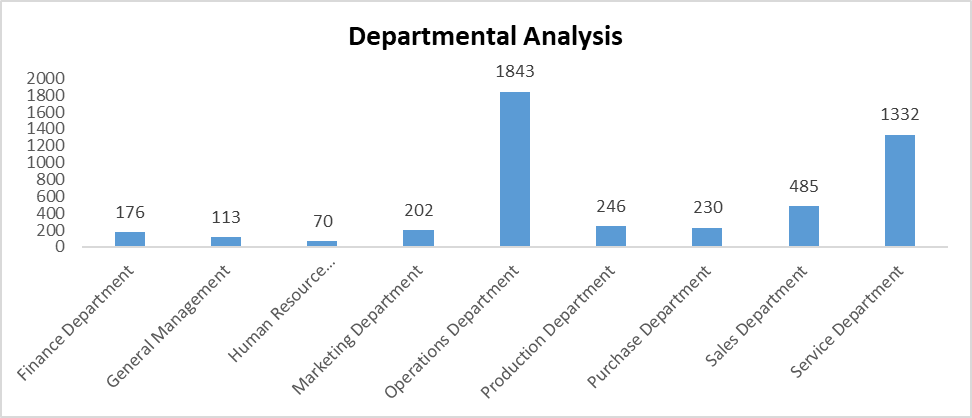 Departmental Analysis
2000
1800
1600
1400
1200
1000
800
600
400
200
0
176
113
70
202
1843
246
230
485
1332
Finance Department
General Management
Human Resource...
Marketing Department
Operations Department
Production Department
Purchase Department
Sales Department
Service Department